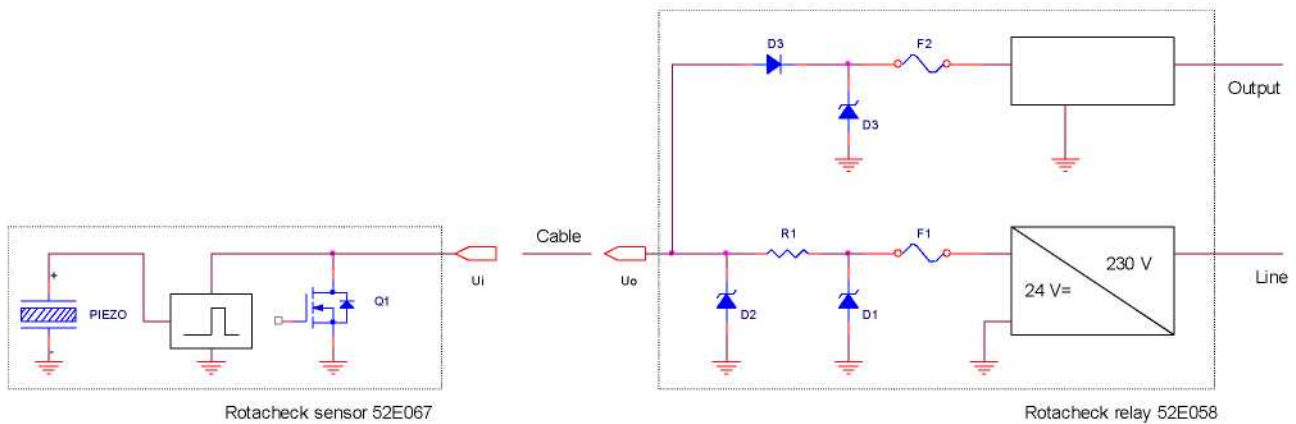 D3
F2
Output
D3
Cable
R1
F1
230 V
24 V=
Line
Ui
Uo
+
PIEZO
-
Q1
D2
D1
Rotacheck sensor 52E067
Rotacheck relay 52E058